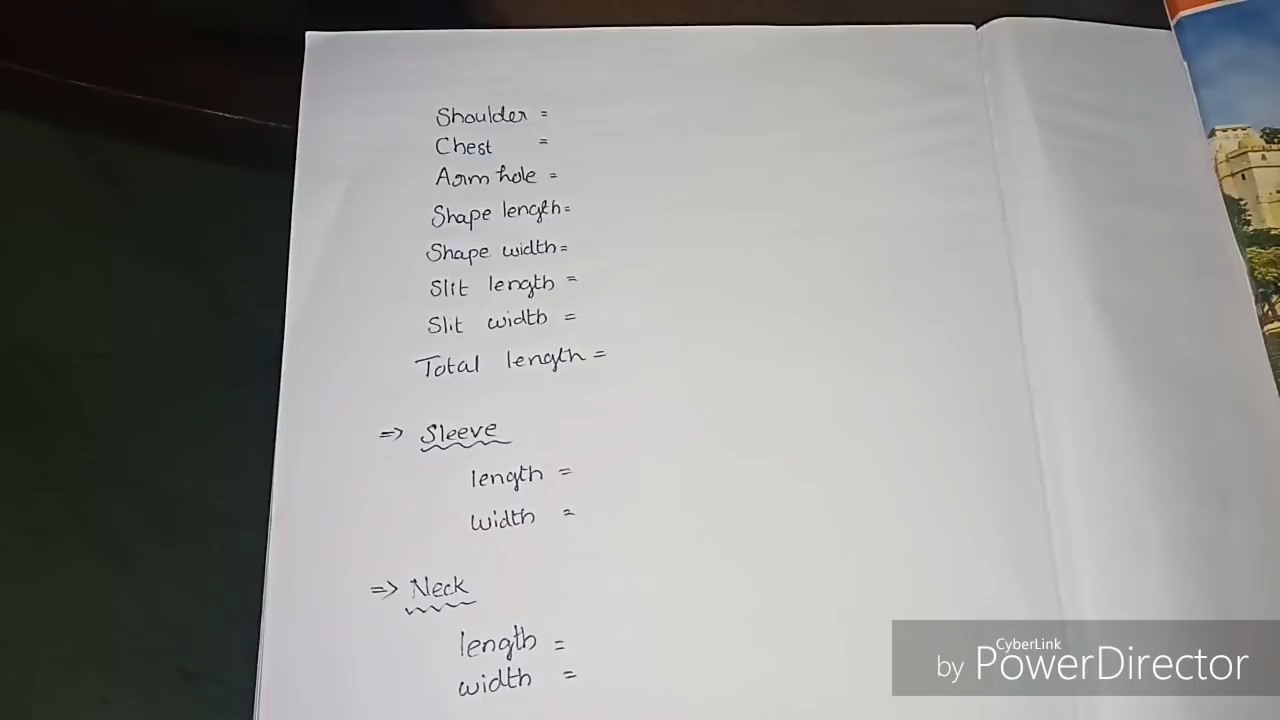 Shoulder =
Chest =
Arm hole =
Shape length=
Shape width=
Slit length =
Slit width =
Total length =
=> Sleeve
length =
width =
=> Neck
length =
width =
CyberLink
by PowerDirector